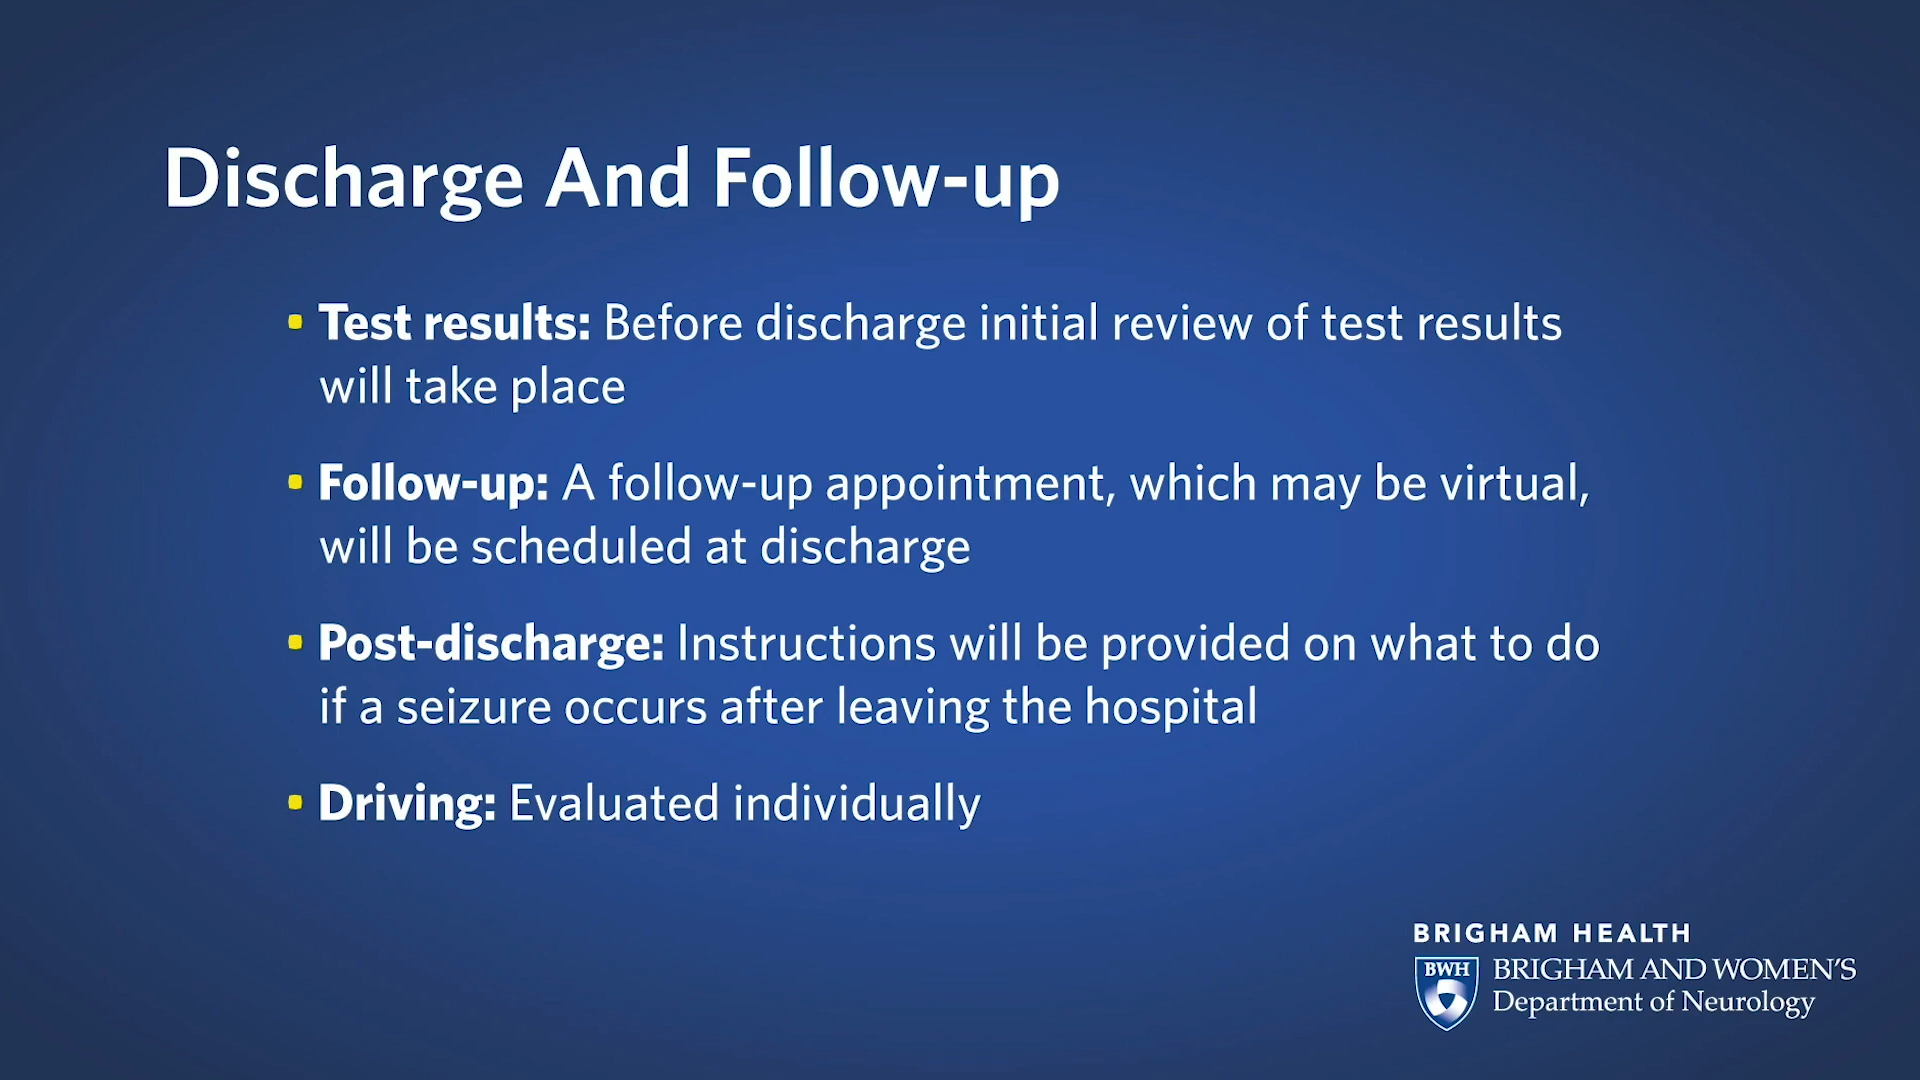 Discharge And Follow-up
• Test results: Before discharge initial review of test results
will take place
• Follow-up: A follow-up appointment, which may be virtual,
will be scheduled at discharge
• Post-discharge: Instructions will be provided on what to do
if a seizure occurs after leaving the hospital
• Driving: Evaluated individually
BRIGHAM HEALTH
BWH
BRIGHAM AND WOMEN'S
Department of Neurology